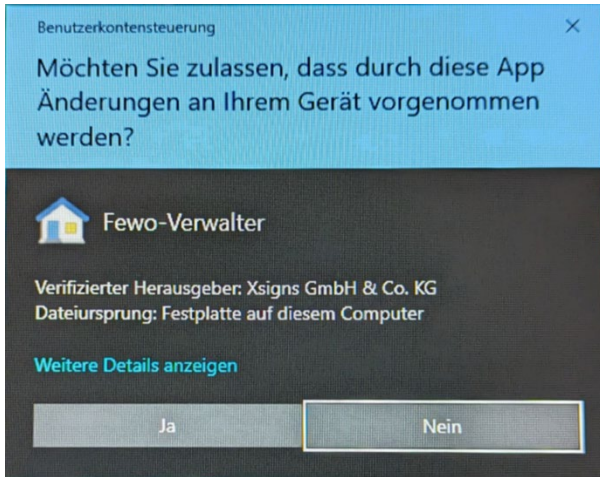 Benutzerkontensteuerung
Möchten Sie zulassen, dass durch diese App
Änderungen an Ihrem Gerät vorgenommen
werden?
Fewo-Verwalter
Verifizierter Herausgeber: Xsigns GmbH & Co. KG
Dateiursprung: Festplatte auf diesem Computer
Weitere Details anzeigen
Ja
Nein